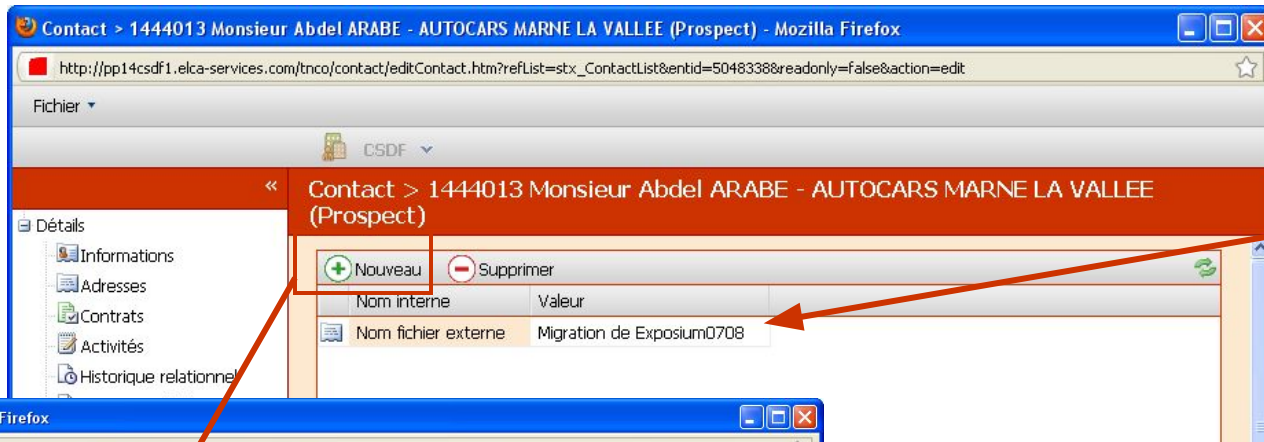 Contact > 1444013 Monsieur Abdel ARABE - AUTOCARS MARNE LA VALLEE (Prospect) - Mozilla Firefox
http://pp14csdf1.elca-services.com/tnco/contact/editContact.htm?refList=stx_ContactList&entid=5048338&readonly=false&action=edit
Fichier
CSDF
«
Contact > 1444013 Monsieur Abdel ARABE - AUTOCARS MARNE LA VALLEE
(Prospect)
Détails
Informations
Adresses
Contrats
Activités
Historique relationnel
Nouveau Supprimer
Nom interne Valeur
Nom fichier externe Migration de Exposium0708
Firefox